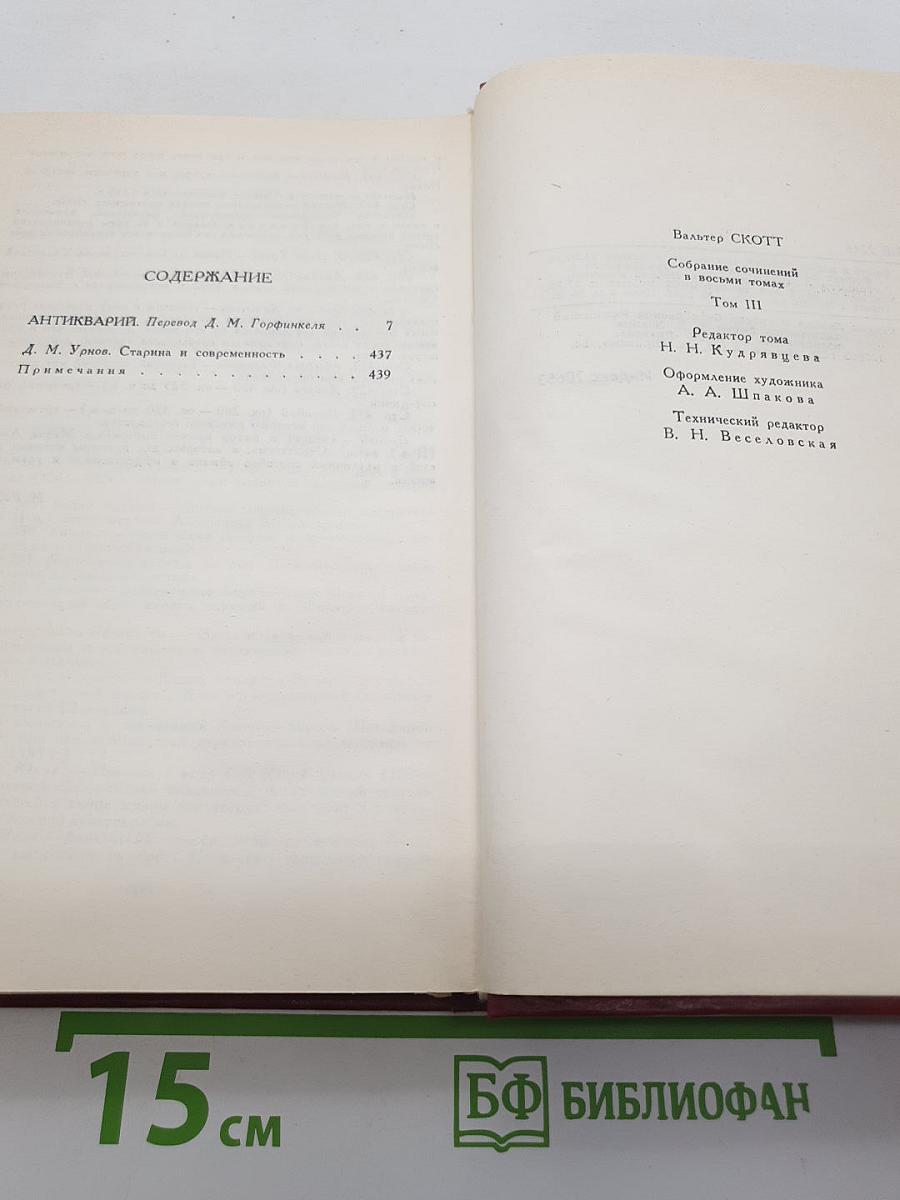 СОДЕРЖАНИЕ
АНТИКВАРИЙ. Перевод Д. М. Горфинкеля . . 7
Д. М. Урнов. Старина и современность . . . . 437
Примечания . . . . . . . . . . . . . 439
Вальтер СКОТТ
Собрание сочинений
в восьми томах
Том III
Редактор тома
Н. Н. Кудрявцева
Оформление художника
А. А. Шпакова
Технический редактор
В. Н. Веселовская
15 см
БФ БИБЛИОФАН